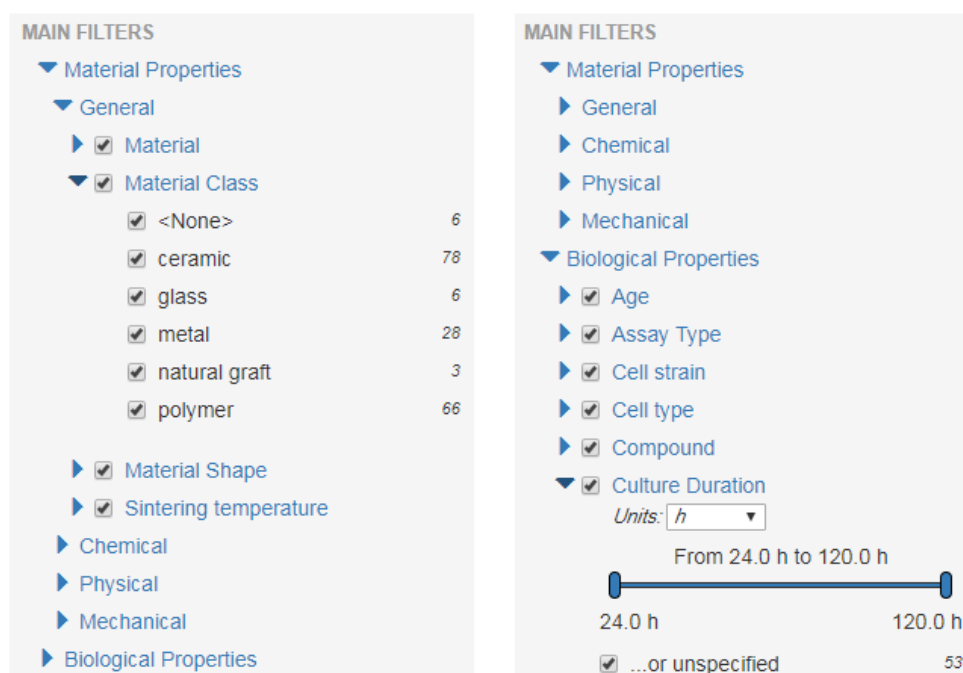 MAIN FILTERS
Material Properties
General
Material
Material Class
<None> 6
ceramic 78
glass 6
metal 28
natural graft 3
polymer 66
Material Shape
Sintering temperature
Chemical
Physical
Mechanical
Biological Properties
MAIN FILTERS
Material Properties
General
Chemical
Physical
Mechanical
Biological Properties
Age
Assay Type
Cell strain
Cell type
Compound
Culture Duration
Units: h
From 24.0 h to 120.0 h
24.0 h 120.0 h
...or unspecified 53